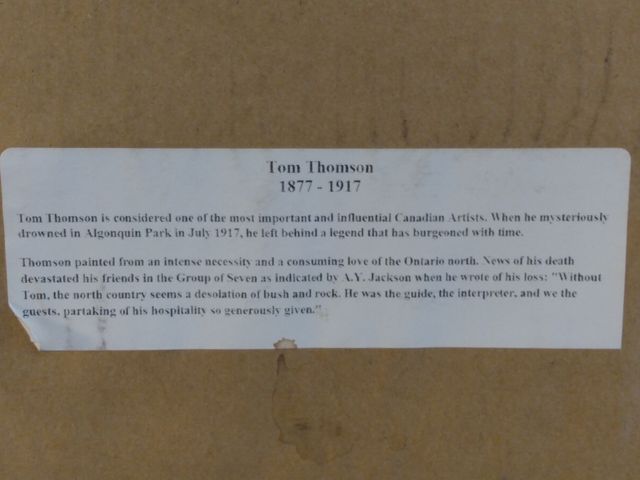 Tom Thomson
1877 - 1917
Tom Thomson is considered one of the most important and influential Canadian Artists. When he mysteriously
drowned in Algonquin Park in July 1917, he left behind a legend that has burgeoned with time.
Thomson painted from an intense necessity and a consuming love of the Ontario north. News of his death
devastated his friends in the Group of Seven as indicated by A.Y. Jackson when he wrote of his loss: "Without
Tom, the north country seems a desolation of bush and rock. He was the guide, the interpreter, and we the
guests, partaking of his hospitality so generously given."